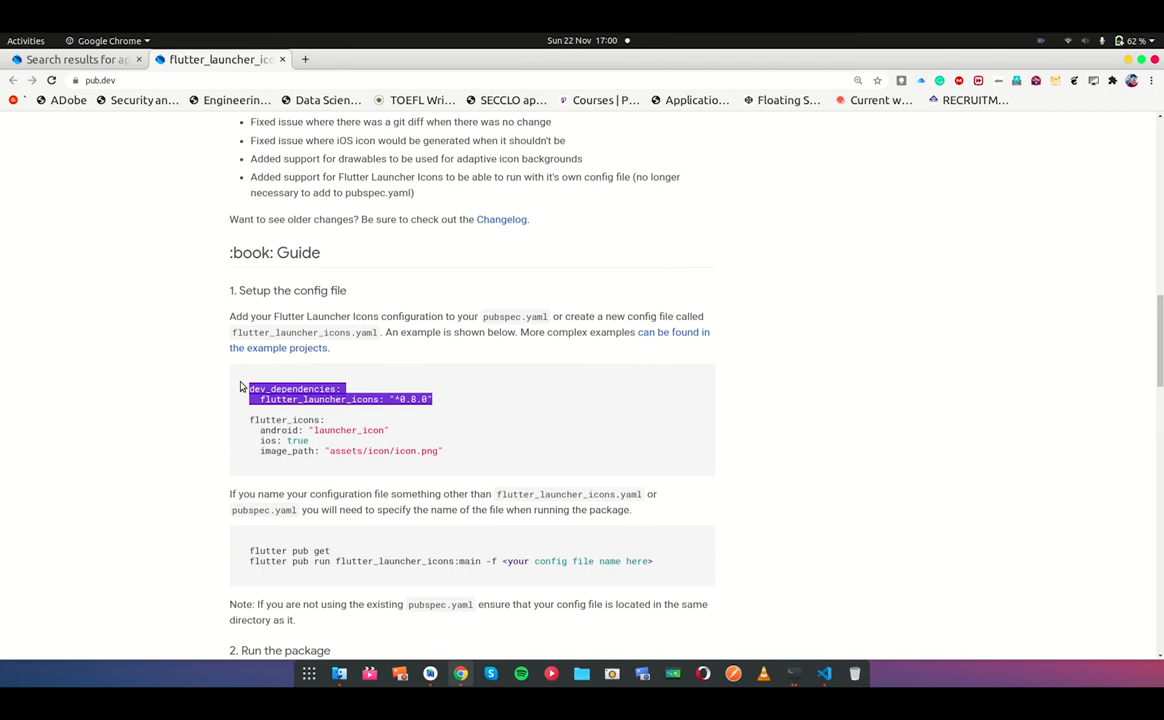 Activities
Google Chrome
Sun 22 Nov 17:00
62 %
Search results for ap
flutter_launcher_ico
pub.dev
ADobe
Security an...
Engineerin...
Data Scien...
TOEFL Wri...
SECCLO ap...
Courses | P...
Applicatio...
Floating S...
Current w...
RECRUITM...
• Fixed issue where there was a git diff when there was no change
• Fixed issue where iOS icon would be generated when it shouldn't be
• Added support for drawables to be used for adaptive icon backgrounds
• Added support for Flutter Launcher Icons to be able to run with it's own config file (no longer
necessary to add to pubspec.yaml)
Want to see older changes? Be sure to check out the Changelog.
:book: Guide
1. Setup the config file
Add your Flutter Launcher Icons configuration to your pubspec.yaml or create a new config file called
flutter_launcher_icons.yaml. An example is shown below. More complex examples can be found in
the example projects.
dev_dependencies:
flutter_launcher_icons: "^0.8.0"
flutter_icons:
android: "launcher_icon"
ios: true
image_path: "assets/icon/icon.png"
If you name your configuration file something other than flutter_launcher_icons.yaml or
pubspec.yaml you will need to specify the name of the file when running the package.
flutter pub get
flutter pub run flutter_launcher_icons:main -f <your config file name here>
Note: If you are not using the existing pubspec.yaml ensure that your config file is located in the same
directory as it.
2. Run the package